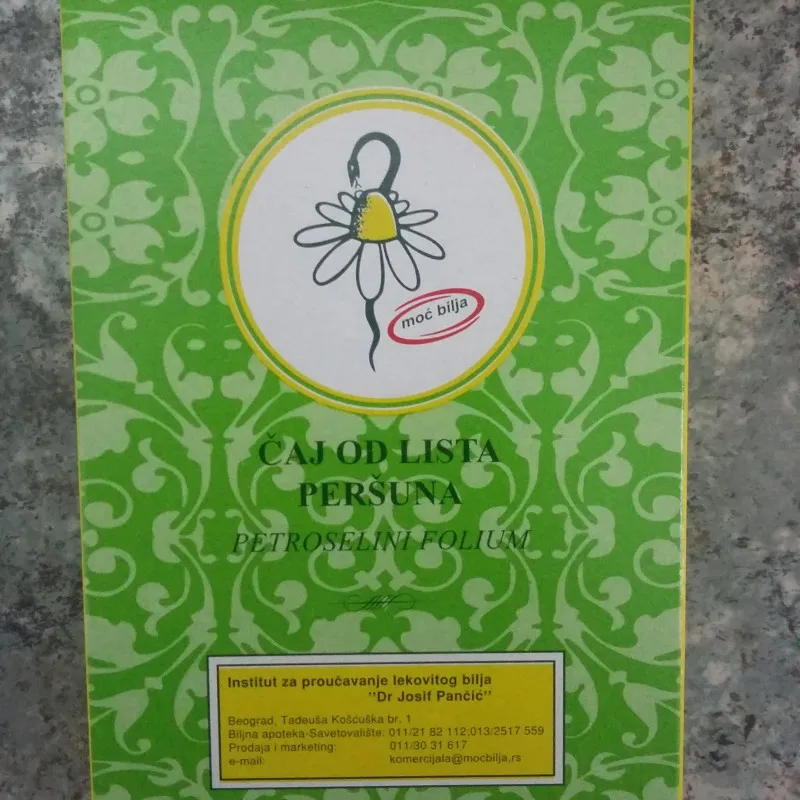 moć bilja
ČAJ OD LISTA
PERŠUNA
PETROSELINI FOLIUM
Institut za proučavanje lekovitog bilja
"Dr Josif Pančić"
Beograd, Tadeuša Košćuška br. 1
Biljna apoteka-Savetovalište: 011/21 82 112;013/2517 559
Prodaja i marketing: 011/30 31 617
e-mail: komercijala@mocbilja.rs